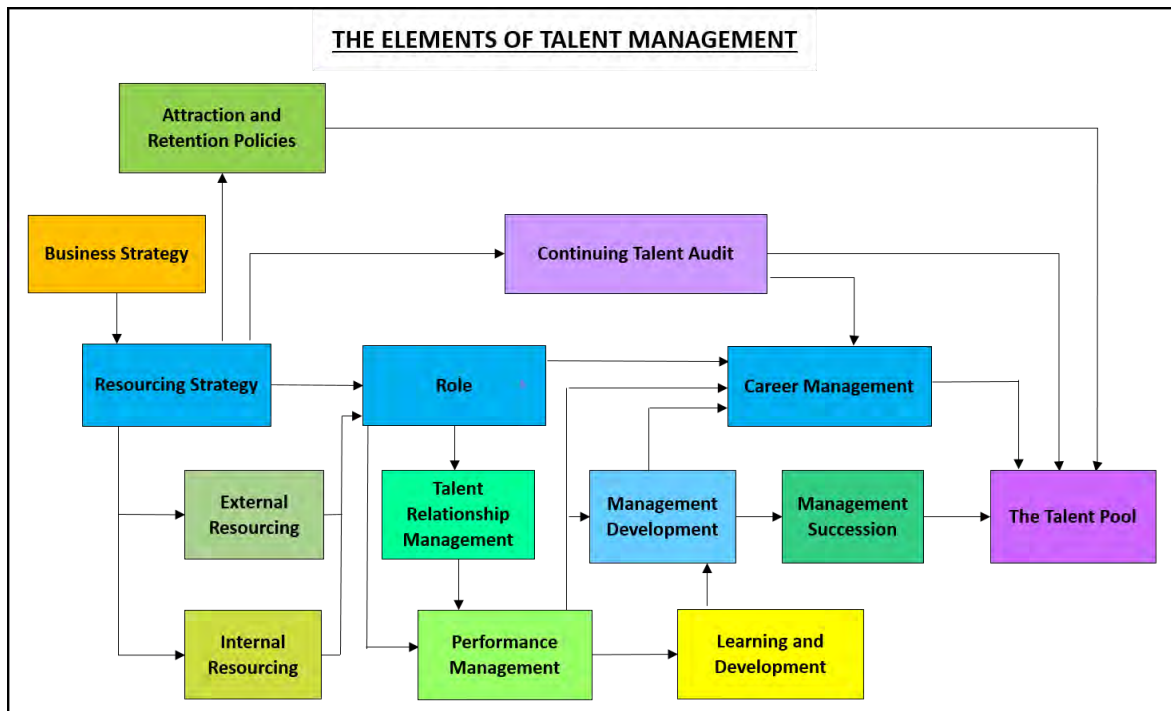 THE ELEMENTS OF TALENT MANAGEMENT
Attraction and
Retention Policies
Business Strategy
Continuing Talent Audit
Resourcing Strategy
Role
Career Management
External
Resourcing
Talent
Relationship
Management
Management
Development
Management
Succession
The Talent Pool
Internal
Resourcing
Performance
Management
Learning and
Development